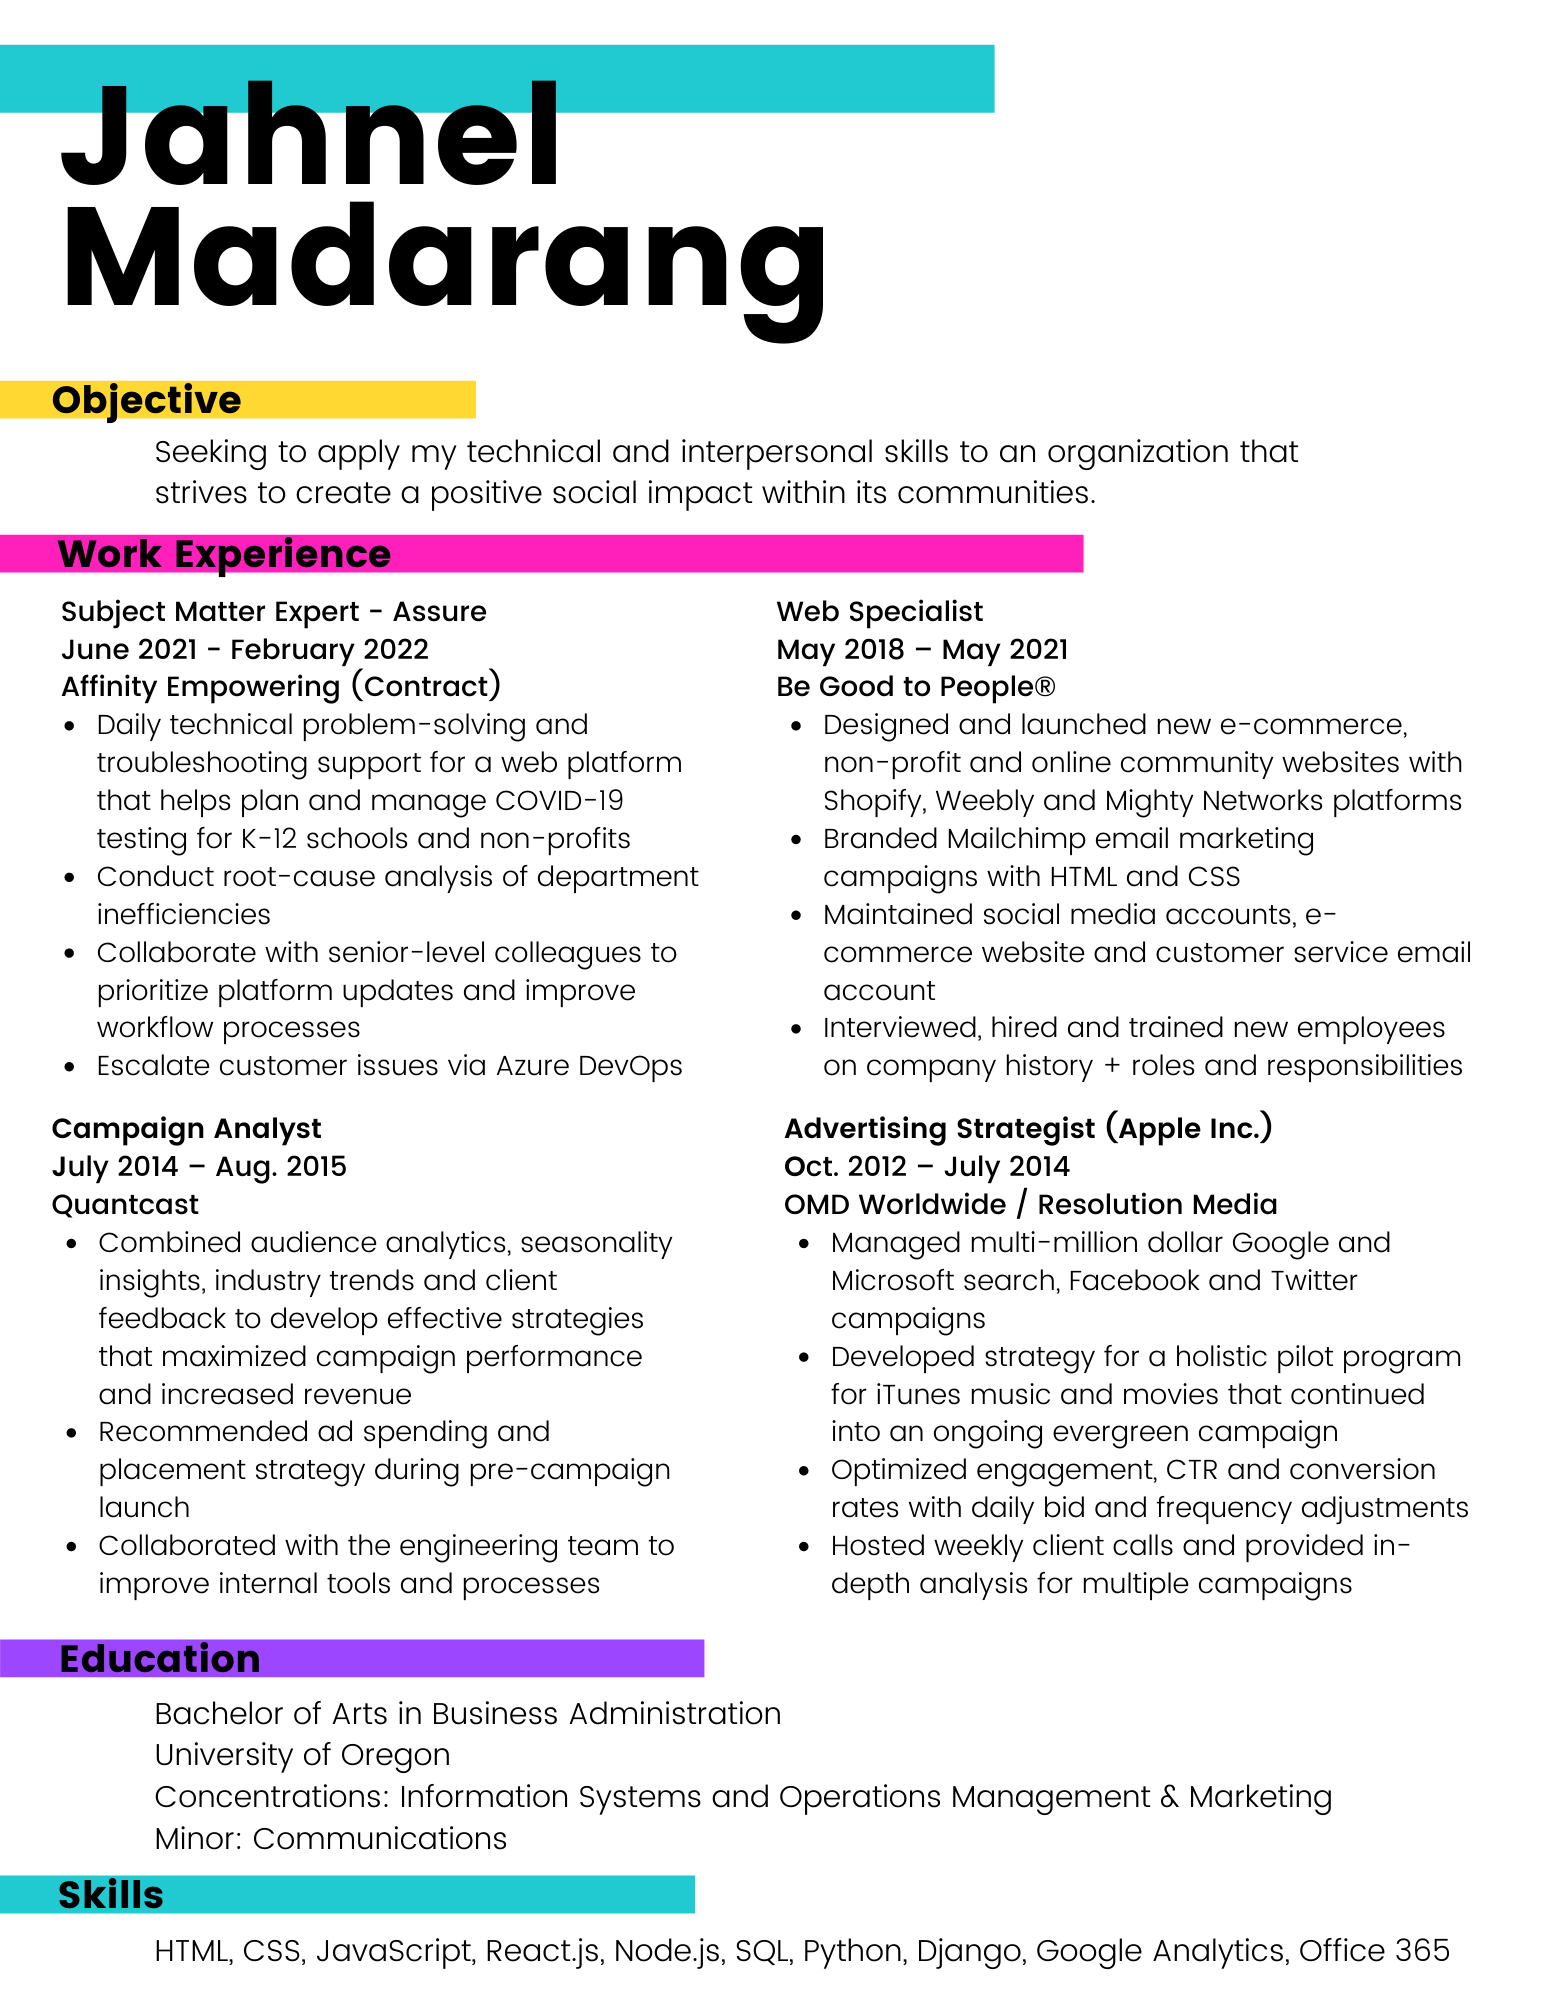 Jahnel
Madarang
Objective
Seeking to apply my technical and interpersonal skills to an organization that
strives to create a positive social impact within its communities.
Work Experience
Subject Matter Expert - Assure
June 2021 - February 2022
Affinity Empowering (Contract)
• Daily technical problem-solving and
troubleshooting support for a web platform
that helps plan and manage COVID-19
testing for K-12 schools and non-profits
• Conduct root-cause analysis of department
inefficiencies
• Collaborate with senior-level colleagues to
prioritize platform updates and improve
workflow processes
• Escalate customer issues via Azure DevOps
Web Specialist
May 2018 – May 2021
Be Good to People®
• Designed and launched new e-commerce,
non-profit and online community websites with
Shopify, Weebly and Mighty Networks platforms
• Branded Mailchimp email marketing
campaigns with HTML and CSS
• Maintained social media accounts, e-
commerce website and customer service email
account
• Interviewed, hired and trained new employees
on company history + roles and responsibilities
Campaign Analyst
July 2014 – Aug. 2015
Quantcast
• Combined audience analytics, seasonality
insights, industry trends and client
feedback to develop effective strategies
that maximized campaign performance
and increased revenue
• Recommended ad spending and
placement strategy during pre-campaign
launch
• Collaborated with the engineering team to
improve internal tools and processes
Advertising Strategist (Apple Inc.)
Oct. 2012 – July 2014
OMD Worldwide / Resolution Media
• Managed multi-million dollar Google and
Microsoft search, Facebook and Twitter
campaigns
• Developed strategy for a holistic pilot program
for iTunes music and movies that continued
into an ongoing evergreen campaign
• Optimized engagement, CTR and conversion
rates with daily bid and frequency adjustments
• Hosted weekly client calls and provided in-
depth analysis for multiple campaigns
Education
Bachelor of Arts in Business Administration
University of Oregon
Concentrations: Information Systems and Operations Management & Marketing
Minor: Communications
Skills
HTML, CSS, JavaScript, React.js, Node.js, SQL, Python, Django, Google Analytics, Office 365